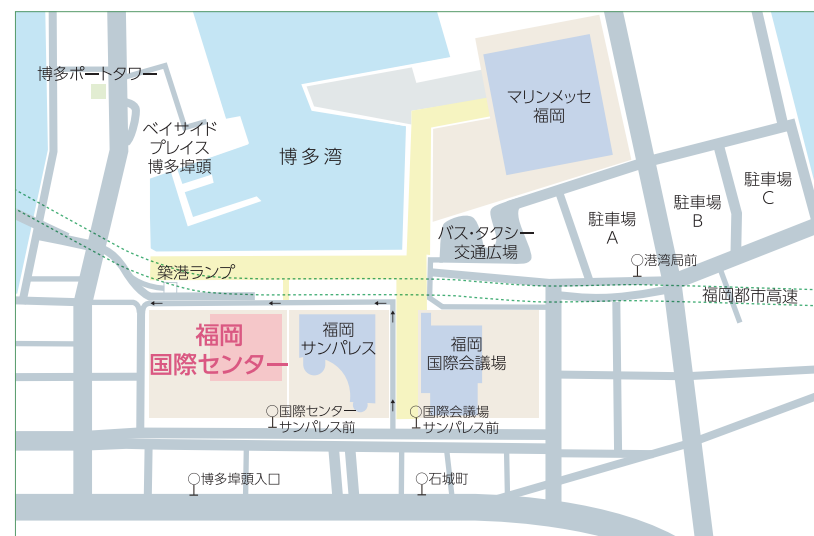 博多ポートタワー
ベイサイド
プレイス
博多埠頭
博多湾
マリンメッセ
福岡
駐車場
A
駐車場
B
駐車場
C
バス・タクシー
交通広場
港湾局前
築港ランプ
福岡都市高速
福岡
国際センター
福岡
サンパレス
福岡
国際会議場
国際センター
サンパレス前
国際会議場
サンパレス前
博多埠頭入口
石城町